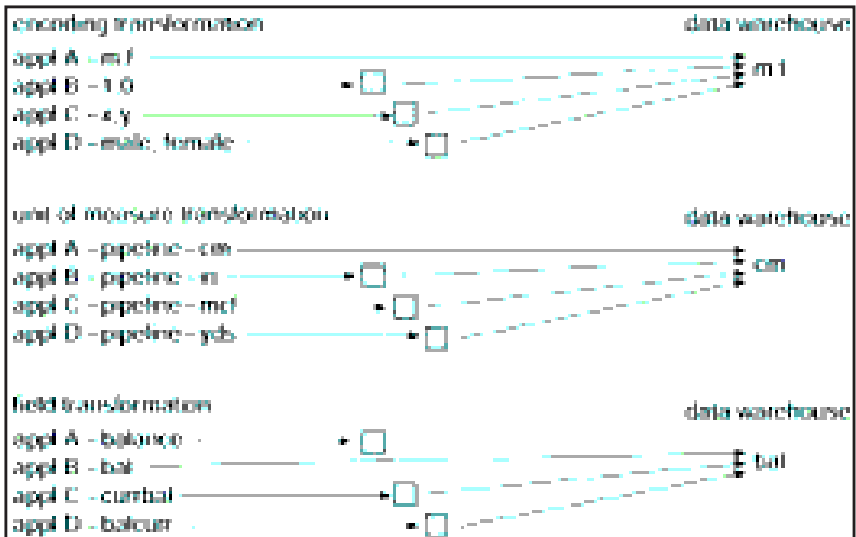 encoding transformation data warehouse
appl A - m,f
m,f
appl B - 1,0
appl C - x,y
appl D - male, female
unit of measure transformation data warehouse
appl A - pipeline - cm
cm
appl B - pipeline - in
appl C - pipeline - mcf
appl D - pipeline - yds
field transformation data warehouse
appl A - balance
appl B - bal
bal
appl C - currbal
appl D - balcurr